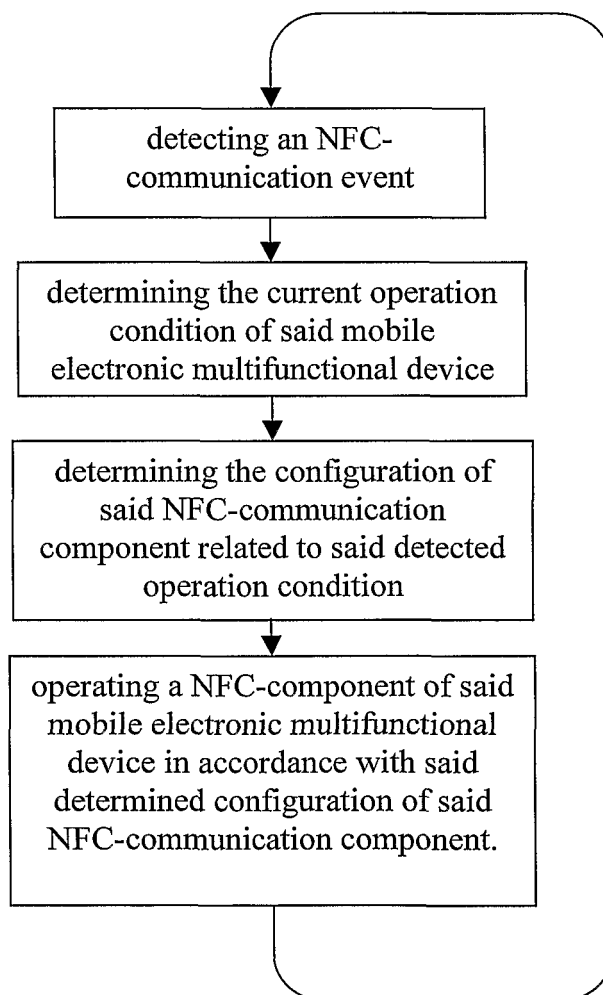 detecting an NFC-
communication event
determining the current operation
condition of said mobile
electronic multifunctional device
determining the configuration of
said NFC-communication
component related to said detected
operation condition
operating a NFC-component of said
mobile electronic multifunctional
device in accordance with said
determined configuration of said
NFC-communication component.